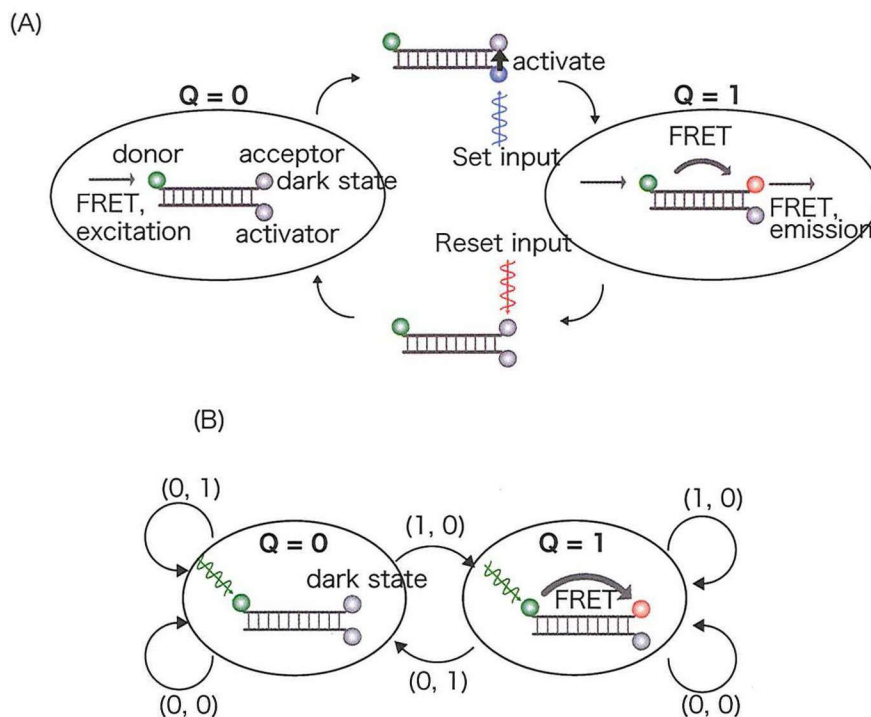 (A)
activate
Q = 0
Q = 1
donor
acceptor
dark state
FRET,
excitation
activator
Set input
FRET
FRET,
emission
Reset input
(B)
(0, 1)
(1, 0)
(1, 0)
Q = 0
Q = 1
dark state
FRET
(0, 0)
(0, 1)
(0, 0)